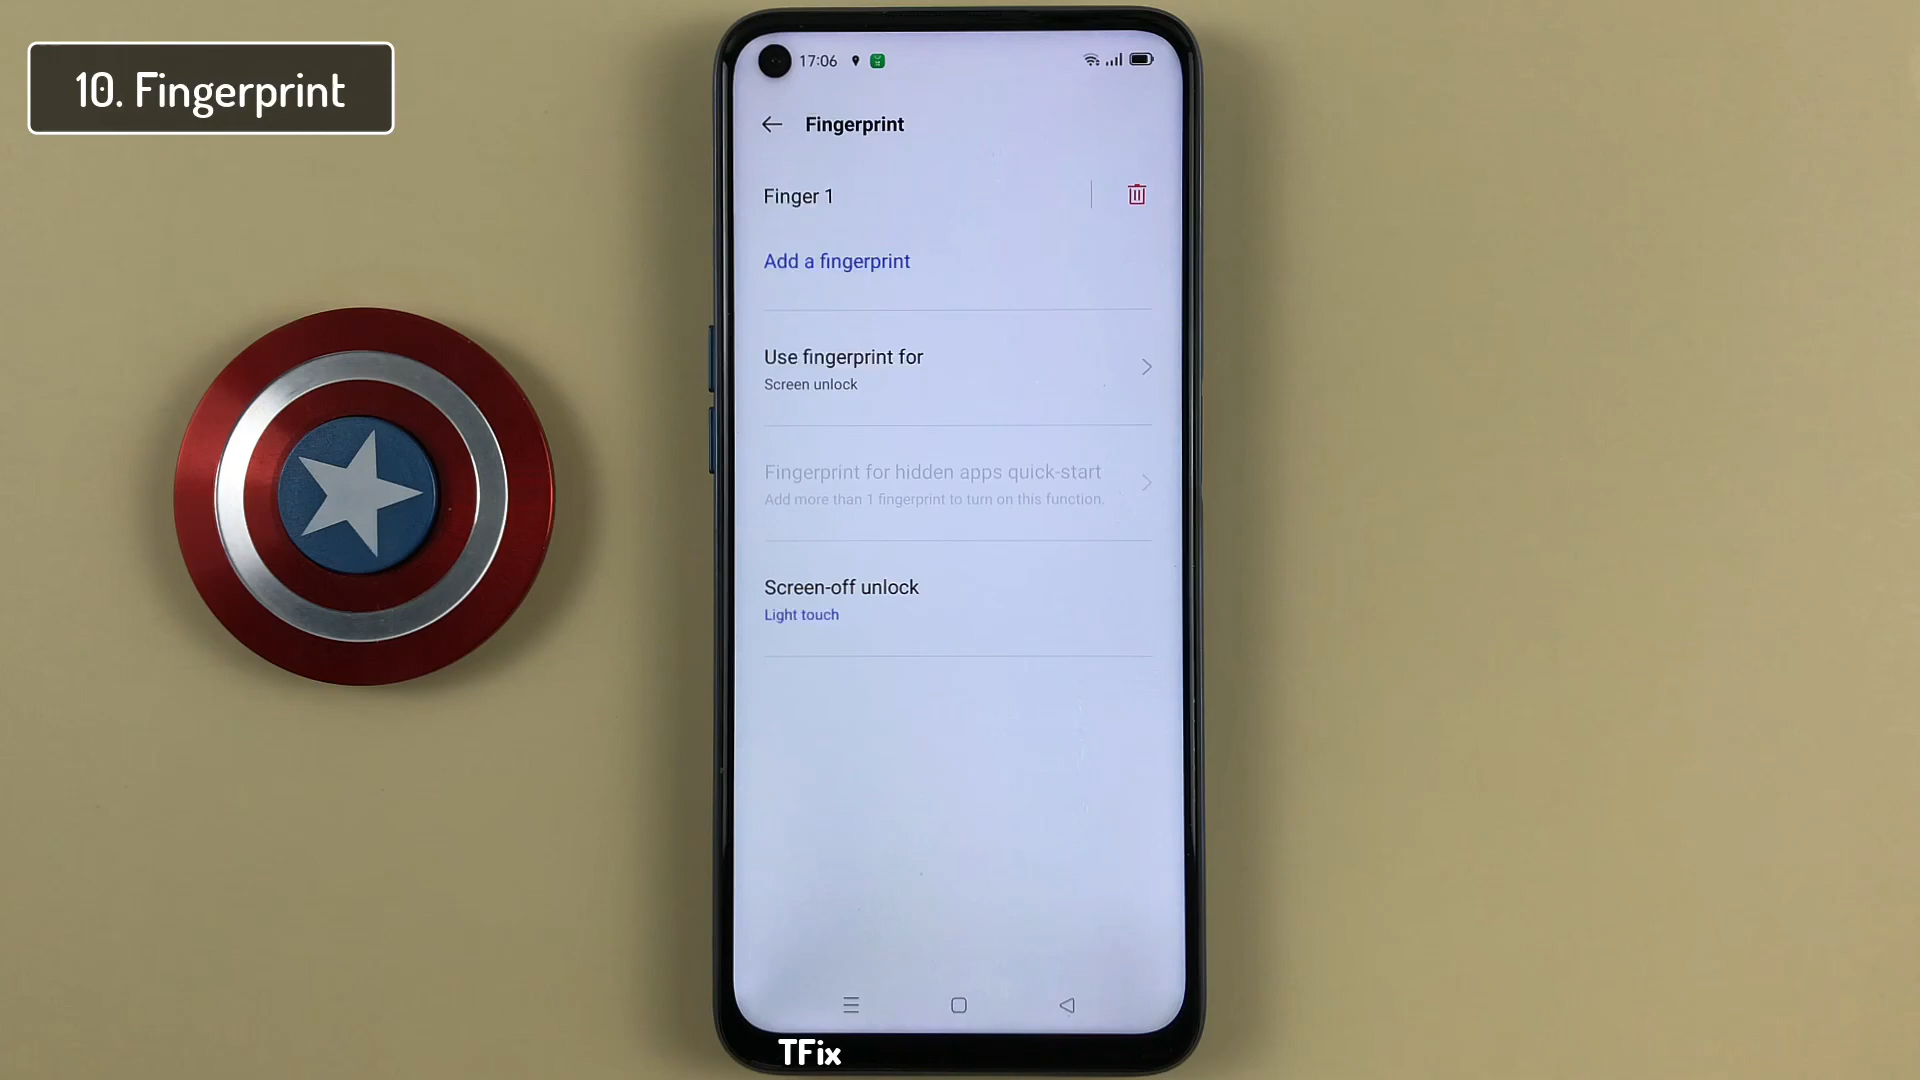 10. Fingerprint
17:06
Fingerprint
Finger 1
Add a fingerprint
Use fingerprint for
Screen unlock
Fingerprint for hidden apps quick-start
Add more than 1 fingerprint to turn on this function.
Screen-off unlock
Light touch
TFix